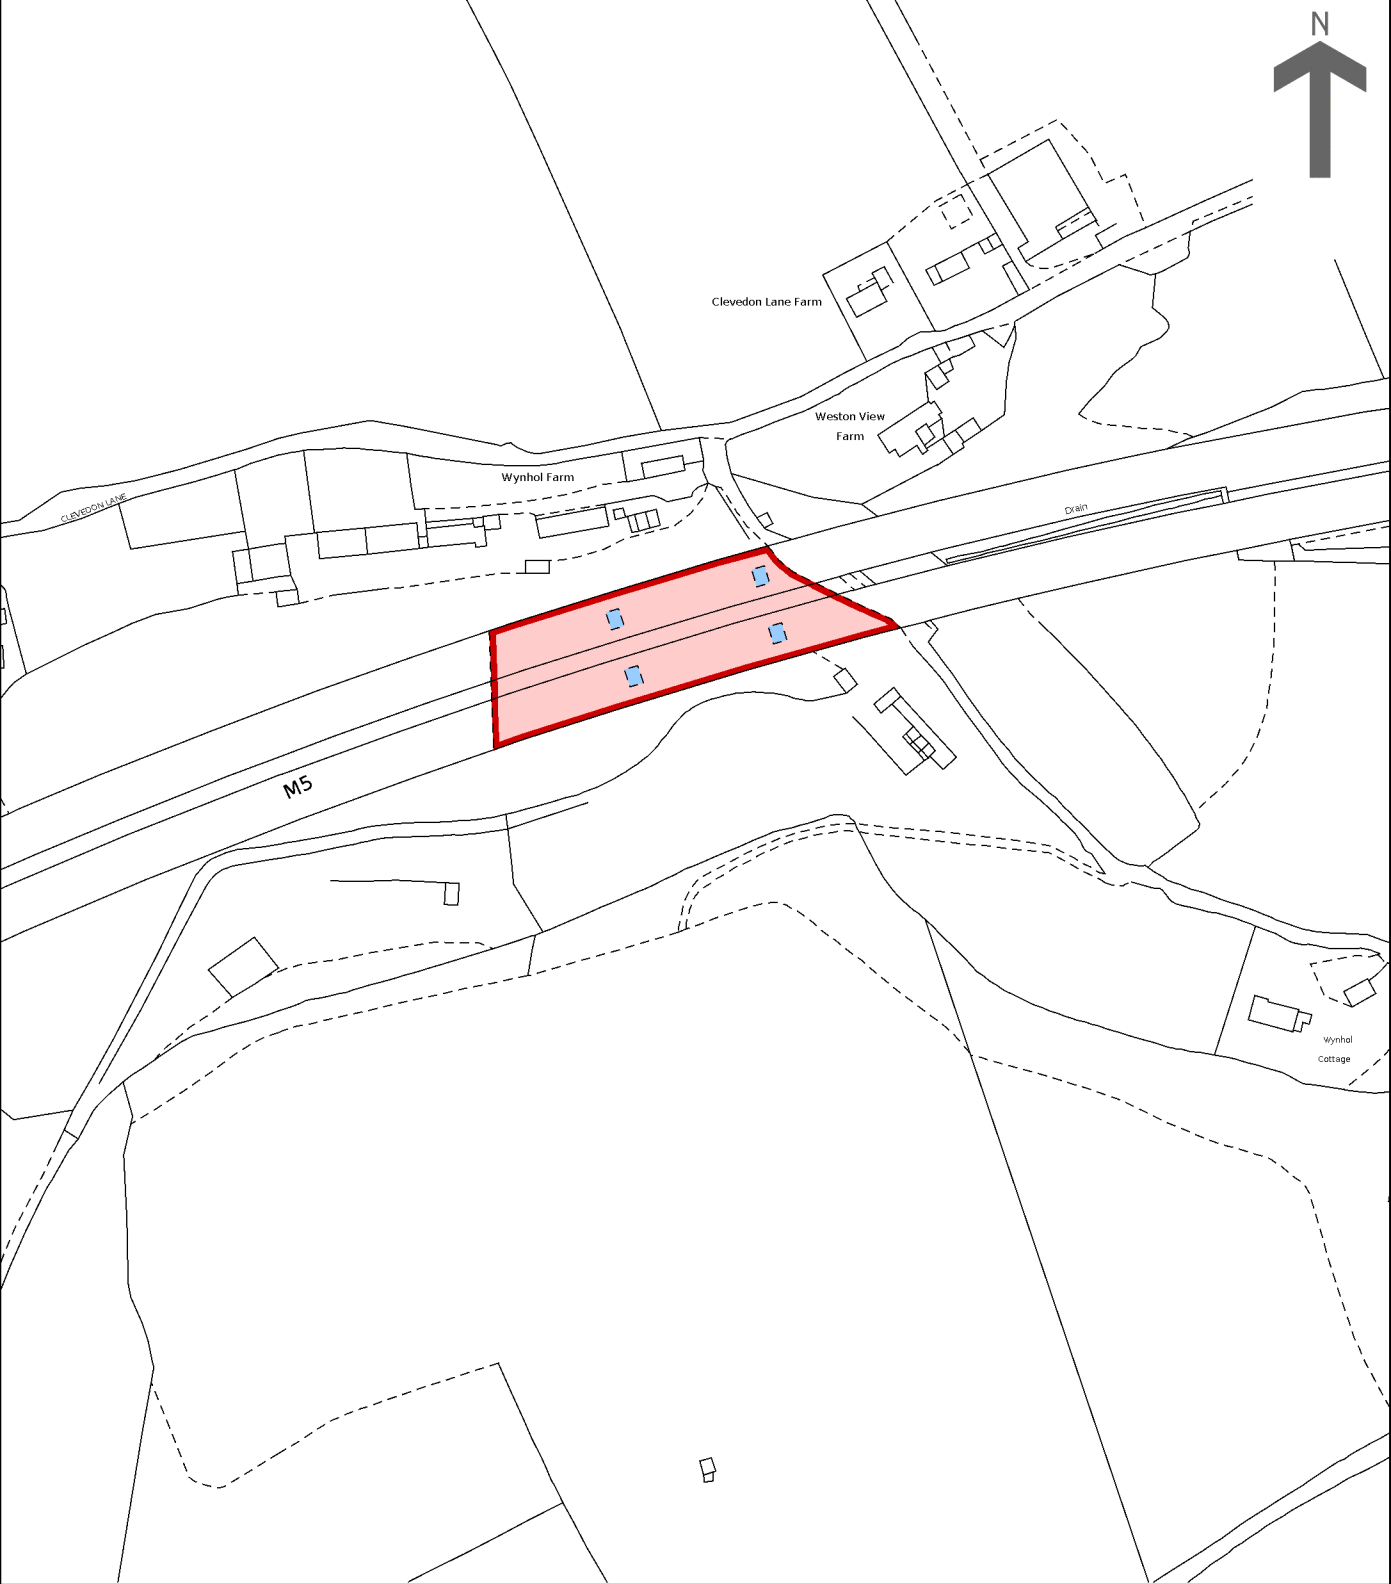 N
Clevedon Lane Farm
Weston View
Farm
Wynhol Farm
CLEVEDON LANE
Drain
M5
Wynhol
Cottage